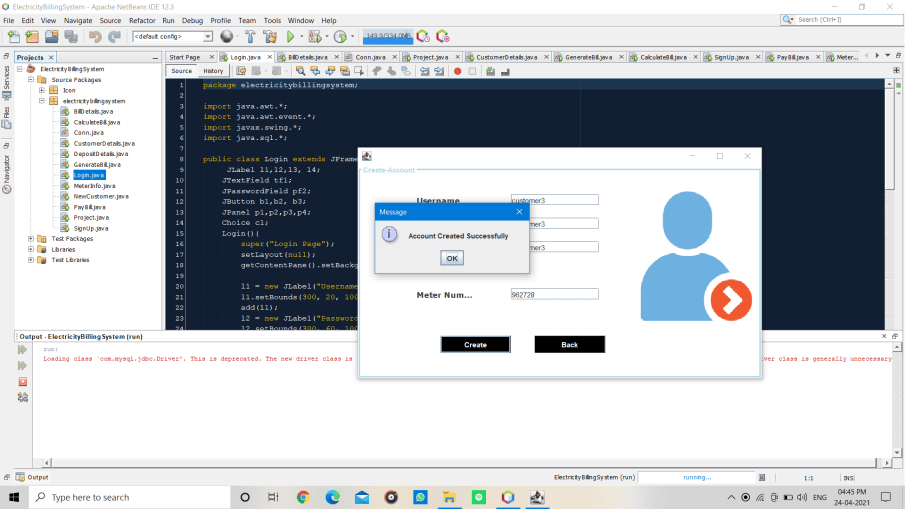 ElectricityBillingSystem - Apache NetBeans IDE 12.3
File Edit View Navigate Source Refactor Run Debug Profile Team Tools Window Help
Search (Ctrl+I)
<default config>
149.9/334.0MB
Projects
Start Page Login.java BillDetails.java Conn.java Project.java CustomerDetails.java GenerateBill.java CalculateBill.java SignUp.java PayBill.java Meter...
Source History
Services
Files
Navigator
ElectricityBillingSystem
Source Packages
Icon
electricitybillingsystem
BillDetails.java
CalculateBill.java
Conn.java
CustomerDetails.java
DepositDetails.java
GenerateBill.java
Login.java
MeterInfo.java
NewCustomer.java
PayBill.java
Project.java
SignUp.java
Test Packages
Libraries
Test Libraries
1 package electricitybillingsystem;
2
3 import java.awt.*;
4 import java.awt.event.*;
5 import javax.swing.*;
6 import java.sql.*;
7
8 public class Login extends JFrame
9 JLabel l1,l2,l3, l4;
10 JTextField tf1;
11 JPasswordField pf2;
12 JButton b1,b2, b3;
13 JPanel p1,p2,p3,p4;
14 Choice c1;
15 Login(){
16 super("Login Page");
17 setLayout(null);
18 getContentPane().setBackg
19
20 l1 = new JLabel("Username
21 l1.setBounds(300, 20, 100
22 add(l1);
23 l2 = new JLabel("Password
24 l2.setBounds(300, 60, 100
Create-Account
Username
customer3
mer3
mer3
Meter Num...
962728
Create Back
Message
Account Created Successfully
OK
Output - ElectricityBillingSystem (run)
run:
Loading class `com.mysql.jdbc.Driver'. This is deprecated. The new driver class is
ver class is generally unnecessary
Output
ElectricityBillingSystem (run) running... 1:1 INS
Type here to search
ENG
04:45 PM
24-04-2021